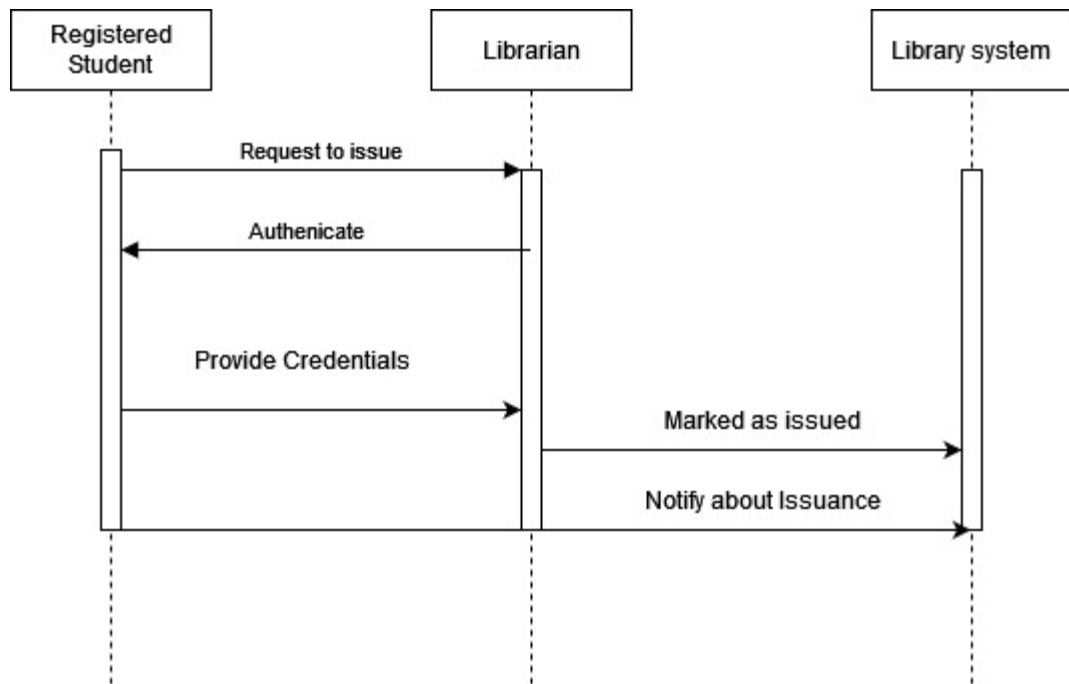 Registered
Student
Librarian
Library system
Request to issue
Authenicate
Provide Credentials
Marked as issued
Notify about Issuance